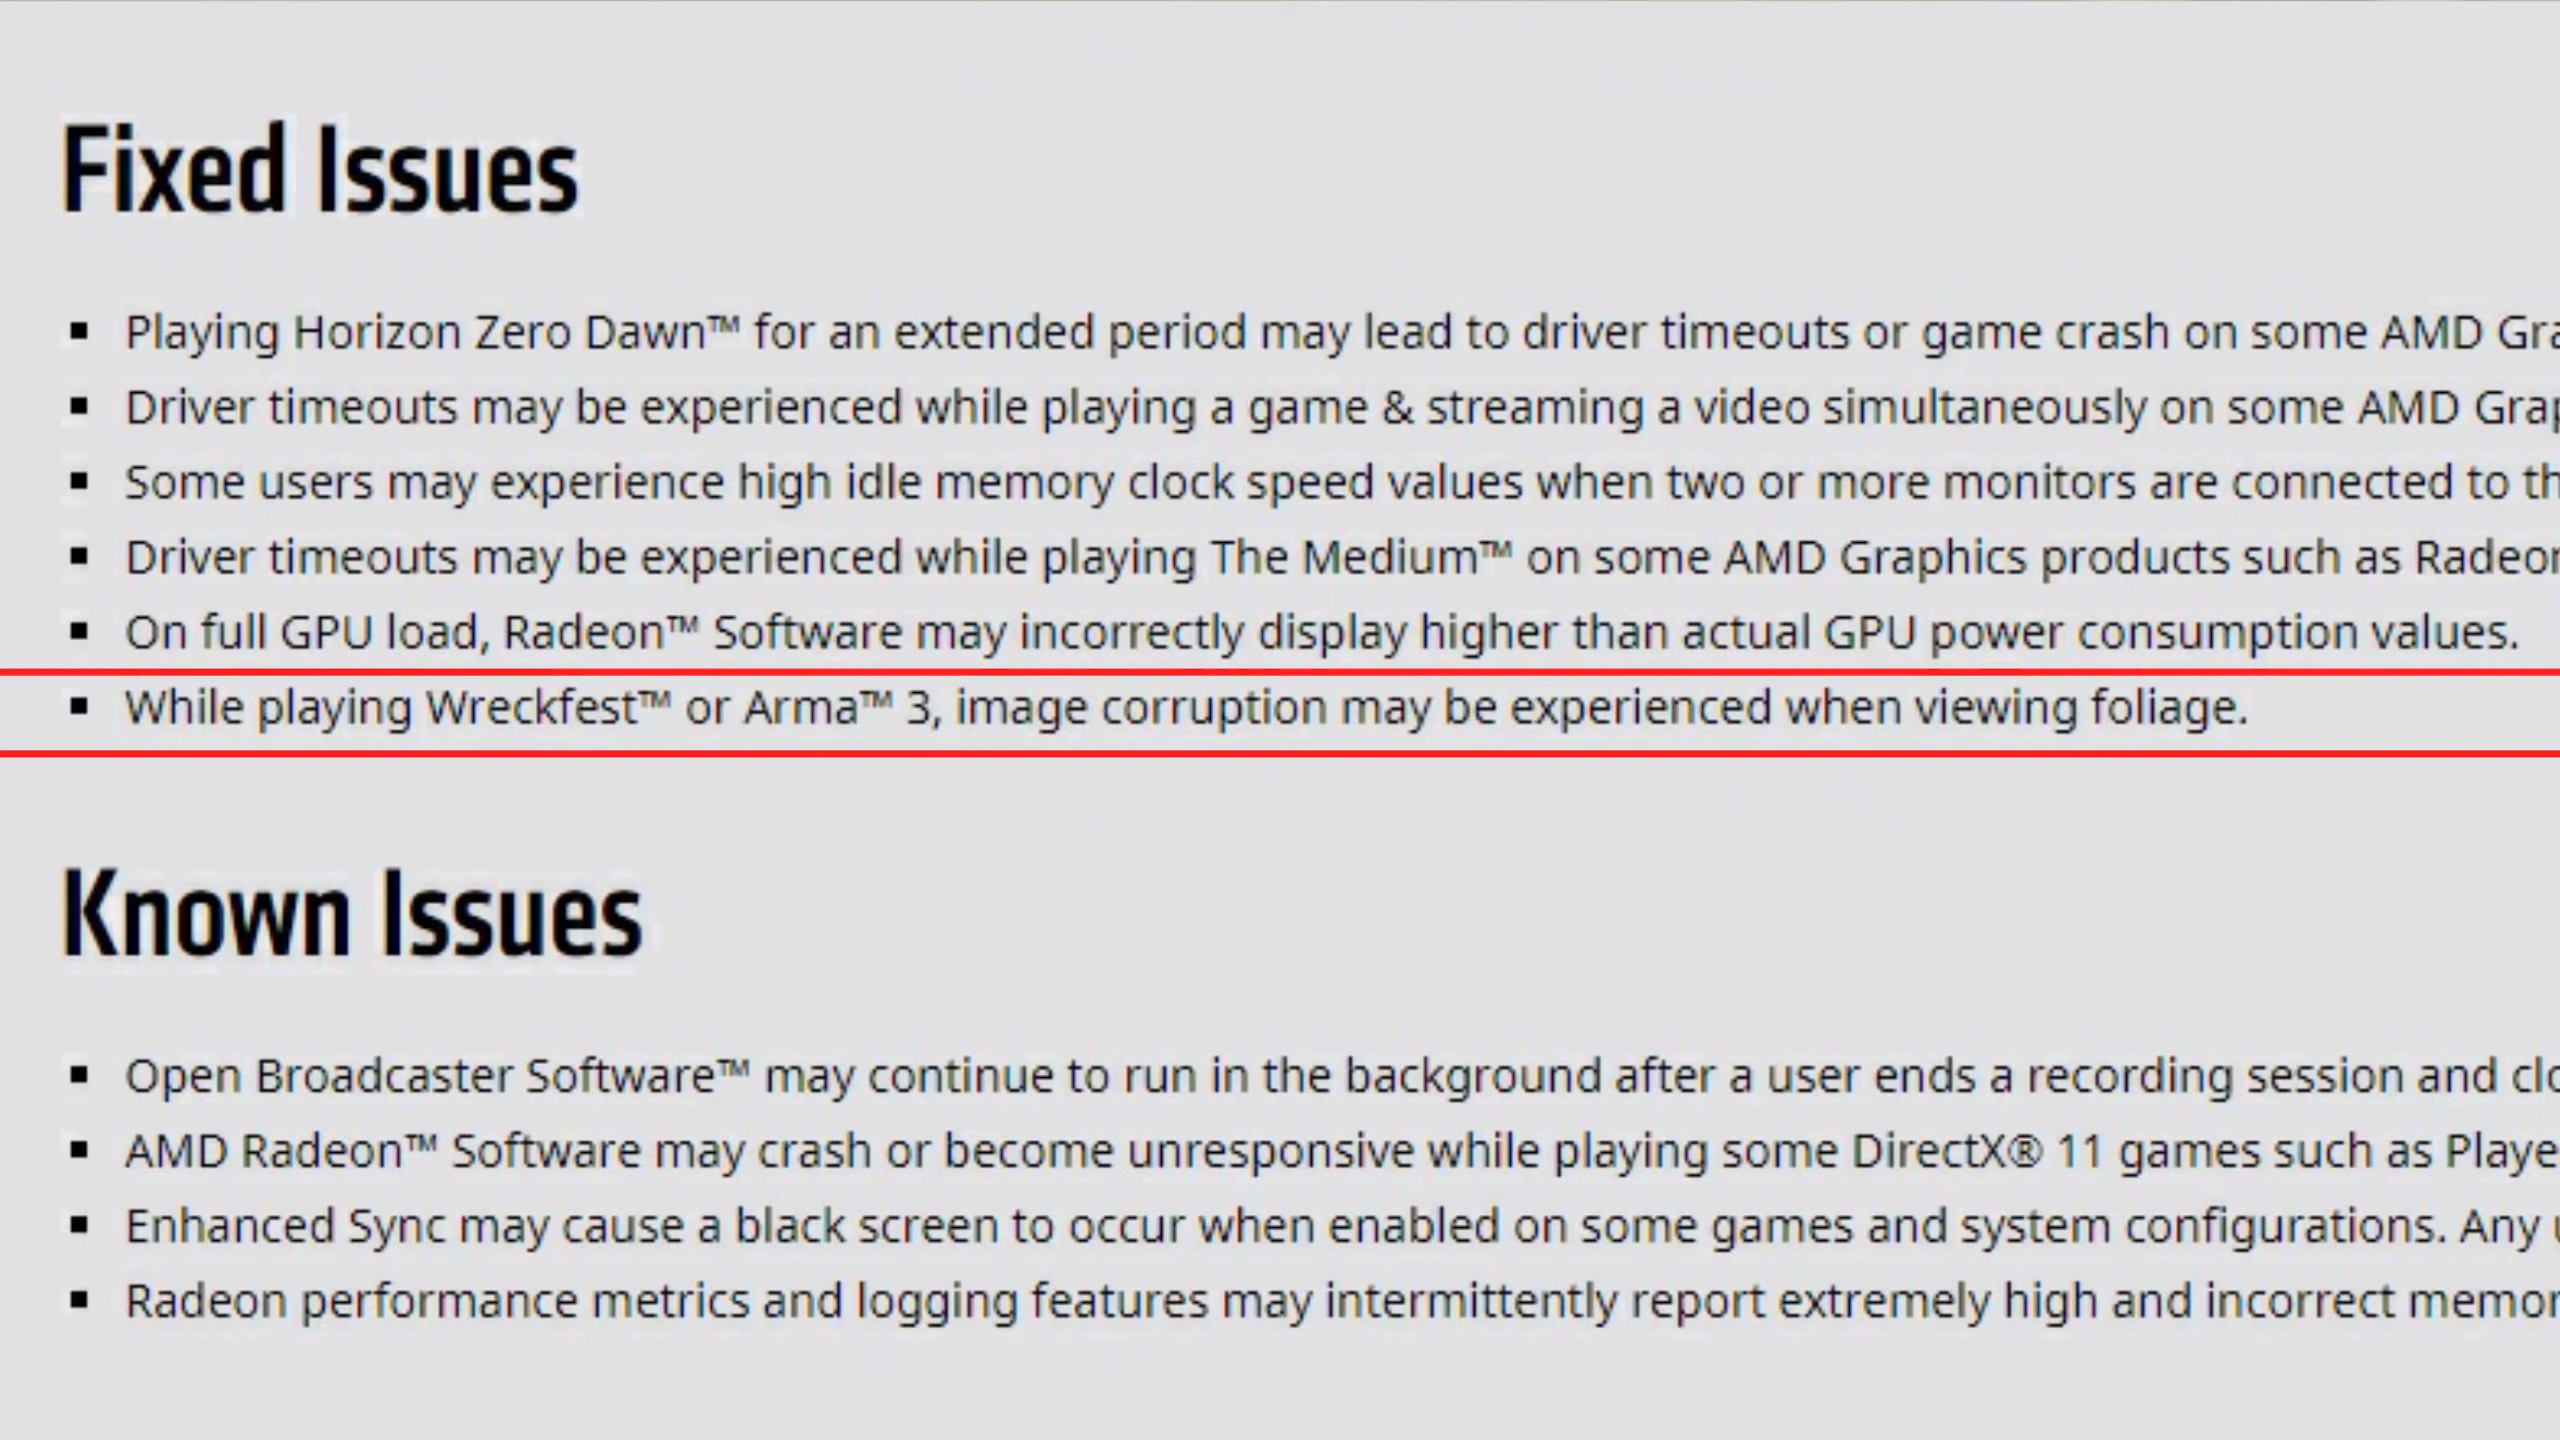 Fixed Issues
▪ Playing Horizon Zero Dawn™ for an extended period may lead to driver timeouts or game crash on some AMD
▪ Driver timeouts may be experienced while playing a game & streaming a video simultaneously on some AMD
▪ Some users may experience high idle memory clock speed values when two or more monitors are connected to
▪ Driver timeouts may be experienced while playing The Medium™ on some AMD Graphics products such as
▪ On full GPU load, Radeon™ Software may incorrectly display higher than actual GPU power consumption values.
▪ While playing Wreckfest™ or Arma™ 3, image corruption may be experienced when viewing foliage.
Known Issues
▪ Open Broadcaster Software™ may continue to run in the background after a user ends a recording session and
▪ AMD Radeon™ Software may crash or become unresponsive while playing some DirectX® 11 games such as
▪ Enhanced Sync may cause a black screen to occur when enabled on some games and system configurations. Any
▪ Radeon performance metrics and logging features may intermittently report extremely high and incorrect